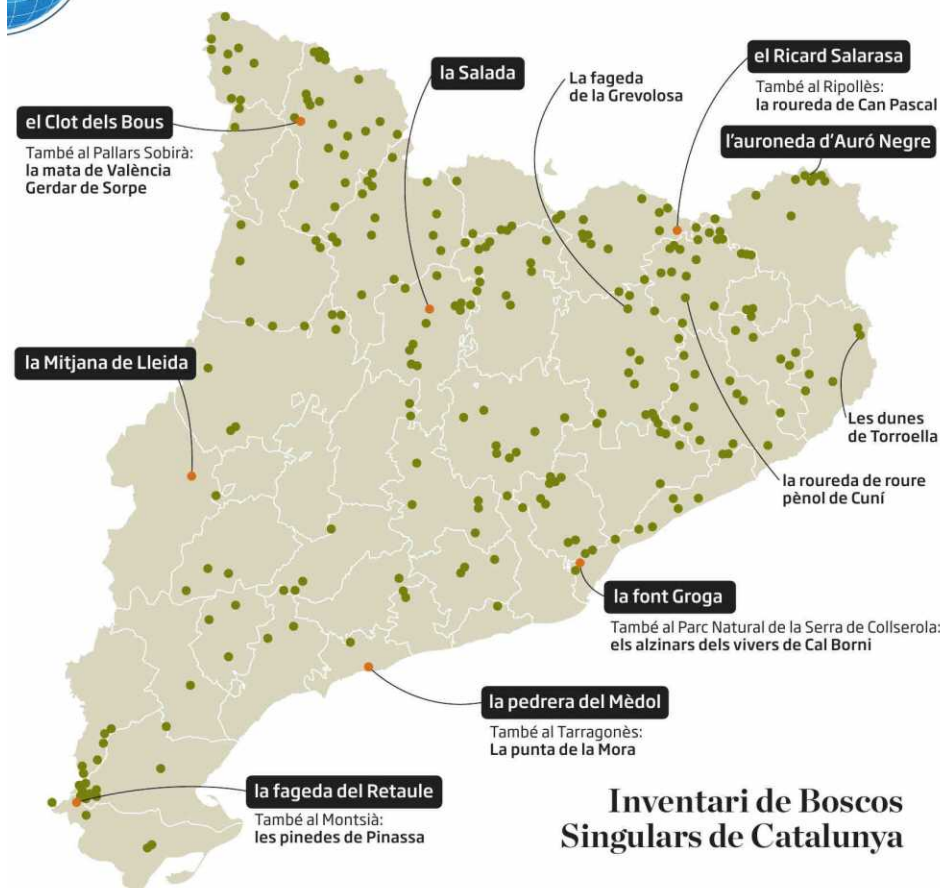 la Salada
La fageda
de la Grevolosa
el Ricard Salarasa
També al Ripollès:
la roureda de Can Pascal
el Clot dels Bous
També al Pallars Sobirà:
la mata de València
Gerdar de Sorpe
l'auroneda d'Auró Negre
la Mitjana de Lleida
Les dunes
de Torroella
la roureda de roure
pènol de Cuní
la font Groga
També al Parc Natural de la Serra de Collserola:
els alzinars dels vivers de Cal Borni
la pedrera del Mèdol
També al Tarragonès:
La punta de la Mora
la fageda del Retaule
També al Montsià:
les pinedes de Pinassa
Inventari de Boscos
Singulars de Catalunya